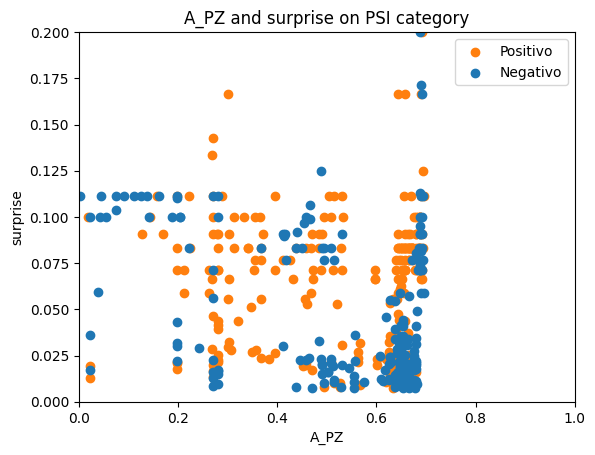 A_PZ and surprise on PSI category
Positivo
Negativo
surprise
0.200
0.175
0.150
0.125
0.100
0.075
0.050
0.025
0.000
0.0 0.2 0.4 0.6 0.8 1.0
A_PZ